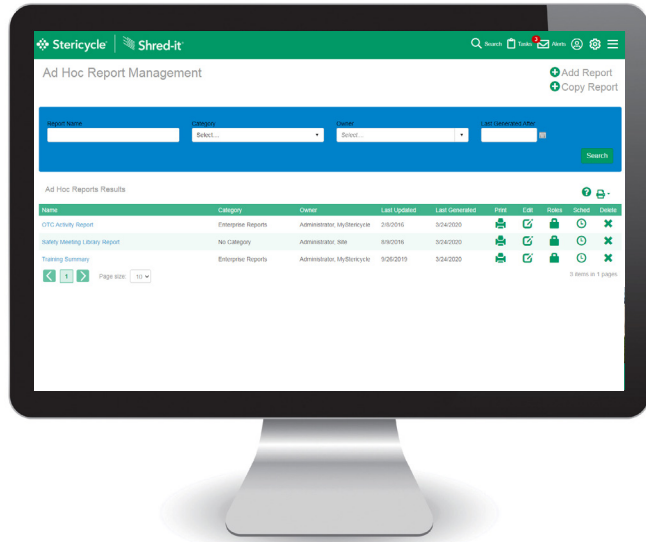 Stericycle® Shred-it®
Search Tasks 3 Alerts
Ad Hoc Report Management
Add Report
Copy Report
Report Name Category Owner Last Generated After
Select... Select...
Search
Ad Hoc Reports Results
Name Category Owner Last Updated Last Generated Print Edit Roles Sched Delete
OTC Activity Report Enterprise Reports Administrator, MyStericycle 2/8/2016 3/24/2020
Safety Meeting Library Report No Category Administrator, Site 8/9/2016 3/24/2020
Training Summary Enterprise Reports Administrator, MyStericycle 9/26/2019 3/24/2020
1 Page size: 10 3 items in 1 pages